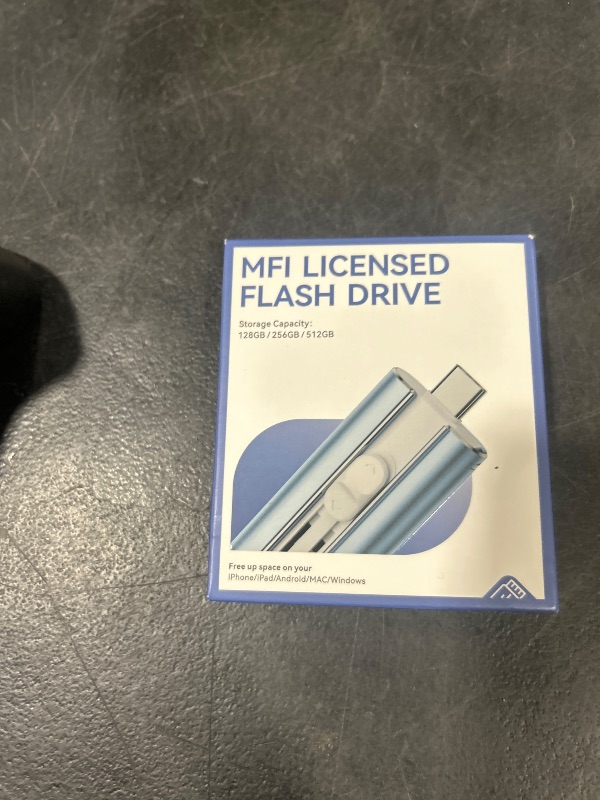 MFI LICENSED
FLASH DRIVE
Storage Capacity:
128GB / 256GB / 512GB
Free up space on your
iPhone/iPad/Android/MAC/Windows